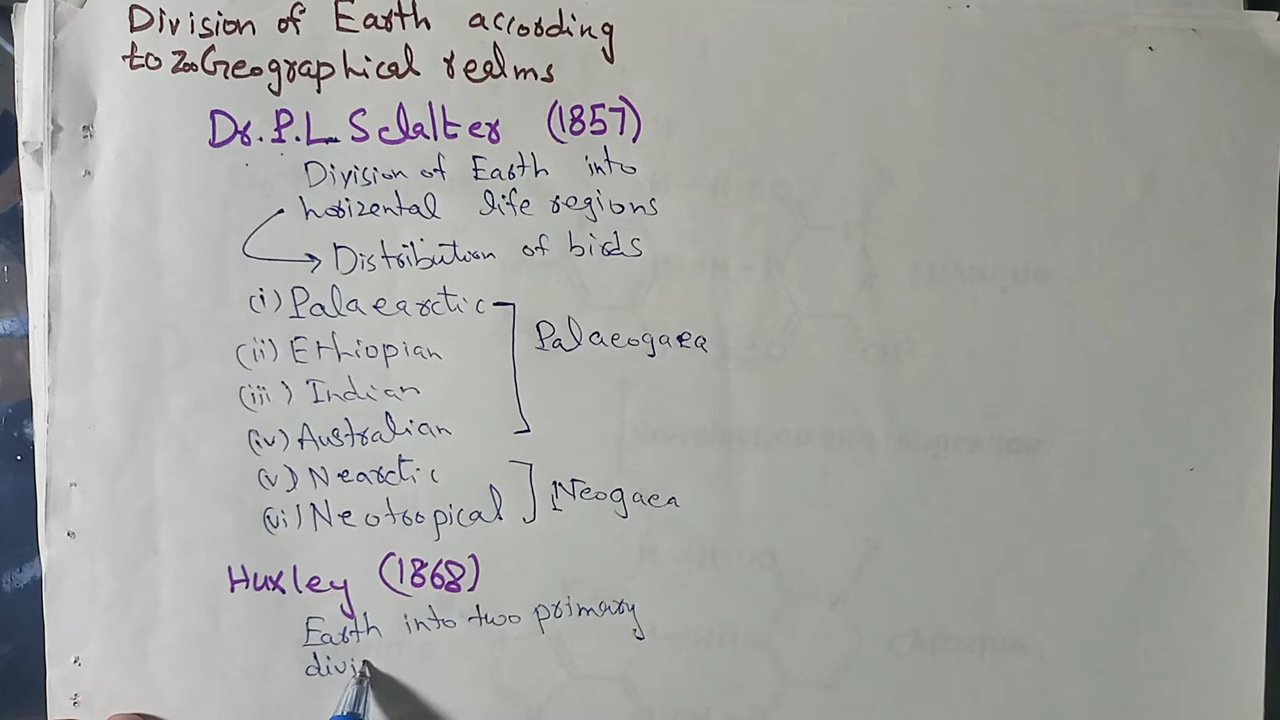 Division of Earth according
to ZooGeographical realms
Dr. P.L. Sclalter (1857)
Division of Earth into
horizental life regions
Distribution of birds
(i) Palaearctic
(ii) Ethiopian
Palaeogaea
(iii) Indian
(iv) Australian
(v) Nearctic
(vi) Neotropical
Neogaea
Huxley (1868)
Earth into two primary
divi